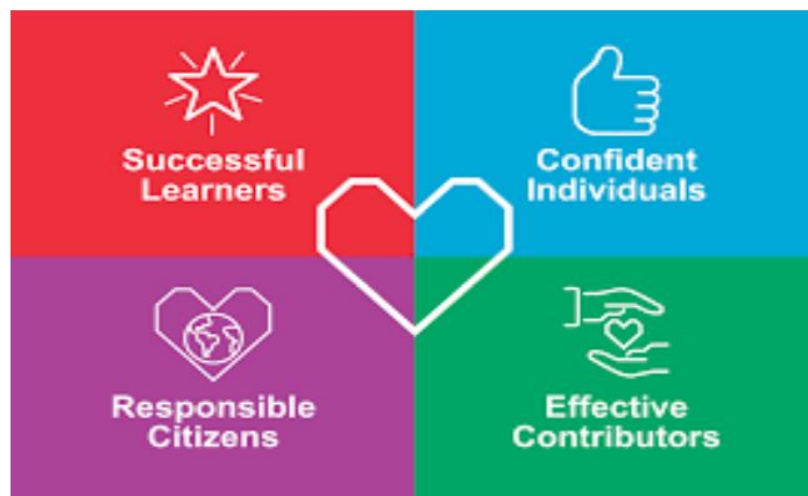 Successful
Learners
Confident
Individuals
Responsible
Citizens
Effective
Contributors